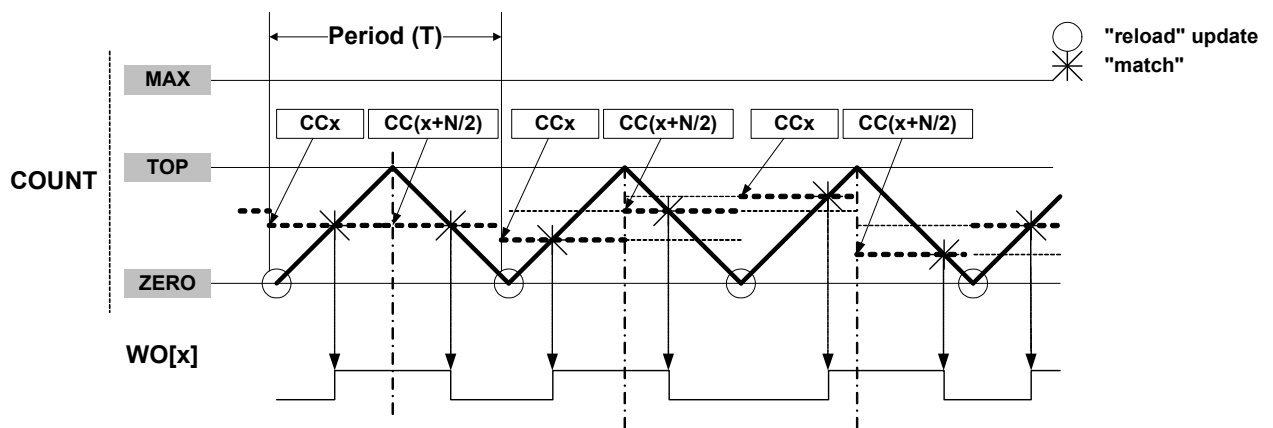 Period (T)
"reload" update
"match"
MAX
CCx
CC(x+N/2)
CCx
CC(x+N/2)
CCx
CC(x+N/2)
TOP
COUNT
ZERO
WO[x]